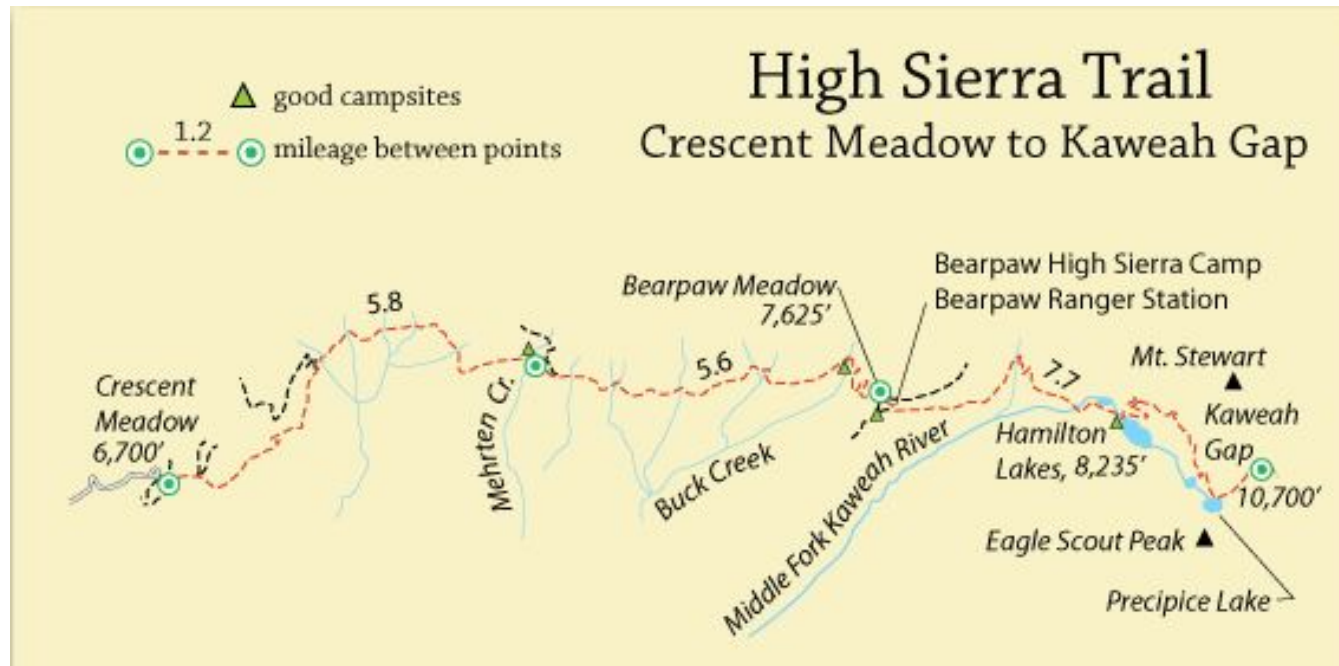 High Sierra Trail
Crescent Meadow to Kaweah Gap
good campsites
1.2
mileage between points
Crescent
Meadow
6,700'
5.8
Mehrten Cr.
5.6
Buck Creek
Bearpaw Meadow
7,625'
Bearpaw High Sierra Camp
Bearpaw Ranger Station
Middle Fork Kaweah River
7.7
Hamilton
Lakes, 8,235'
Mt. Stewart
Kaweah
Gap
10,700'
Eagle Scout Peak
Precipice Lake